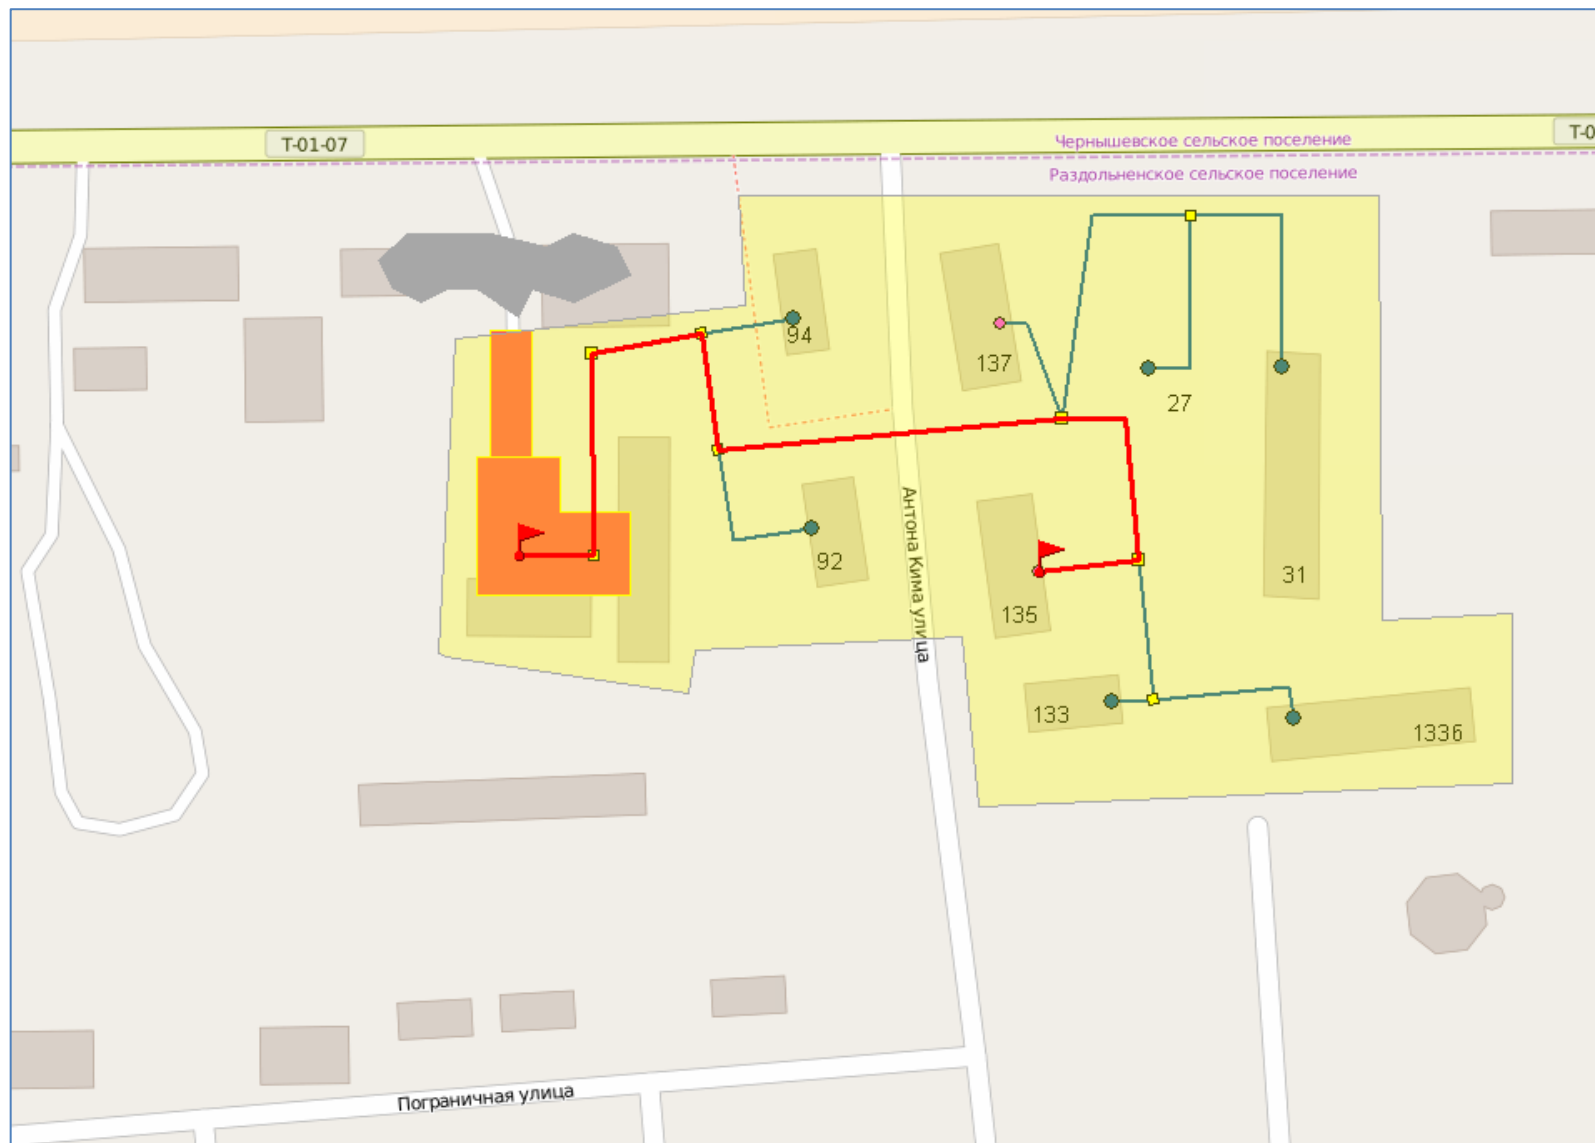 Т-01-07
Чернышевское сельское поселение
Т-0
Раздольненское сельское поселение
94
137
27
Антона Кима улица
92
31
135
133
1336
Пограничная улица